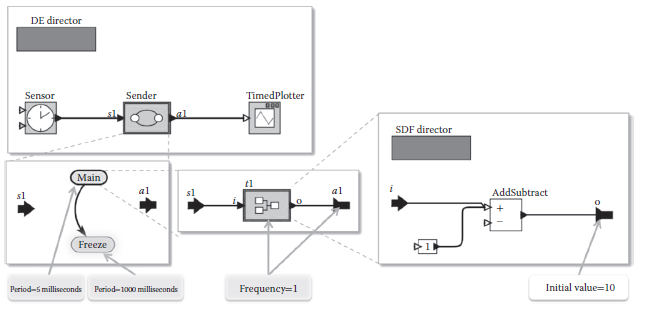 DE director
Sensor
Sender
TimedPlotter
s1
a1
SDF director
Main
s1
a1
Freeze
t1
s1
i
o
a1
i
AddSubtract
+
−
o
1
Period=5 milliseconds
Period=1000 milliseconds
Frequency=1
Initial value=10